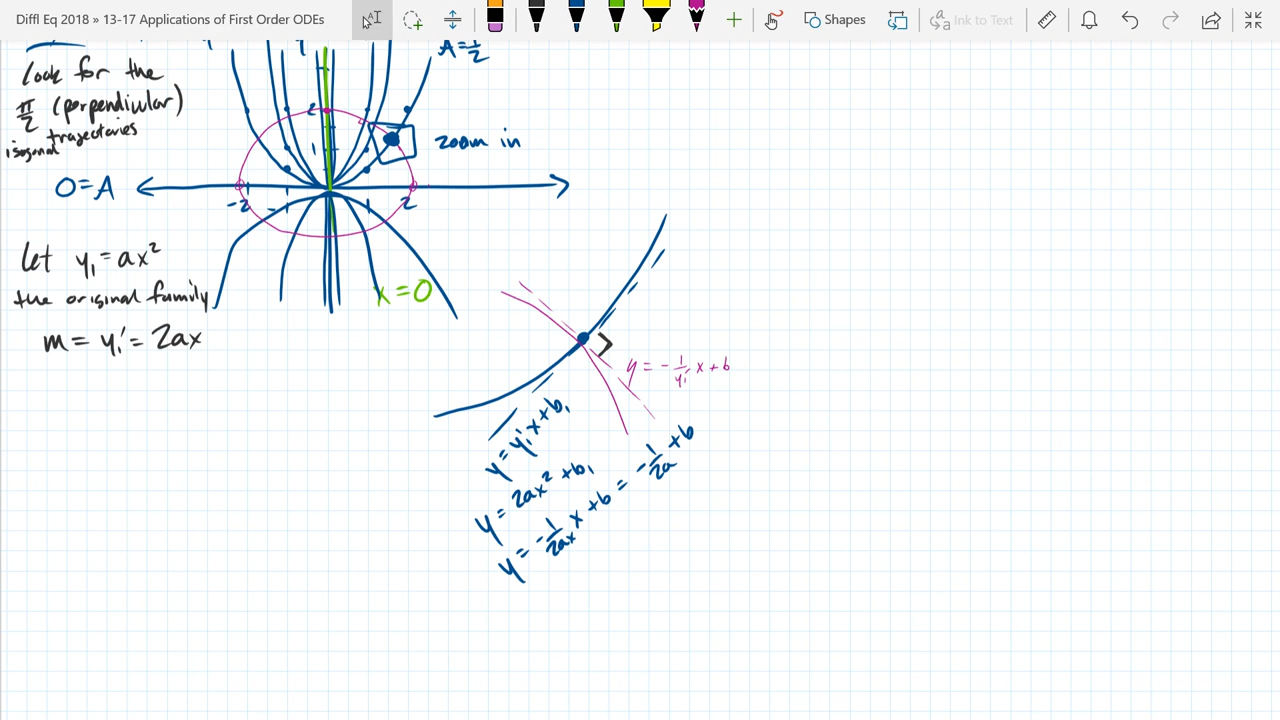 Diffl Eq 2018 » 13-17 Applications of First Order ODEs
Shapes
Ink to Text
A=½
look for the
π/2 (perpendicular)
trajectories
isogonal
2
1
zoom in
0=A
-2
2
let y₁=ax²
the original family
x=0
m = y₁' = 2ax
y = -1/y₁' x+b
y = y₁'x+b₁
y = 2ax²+b₁
y = -1/2ax x+b = -1/2a +b